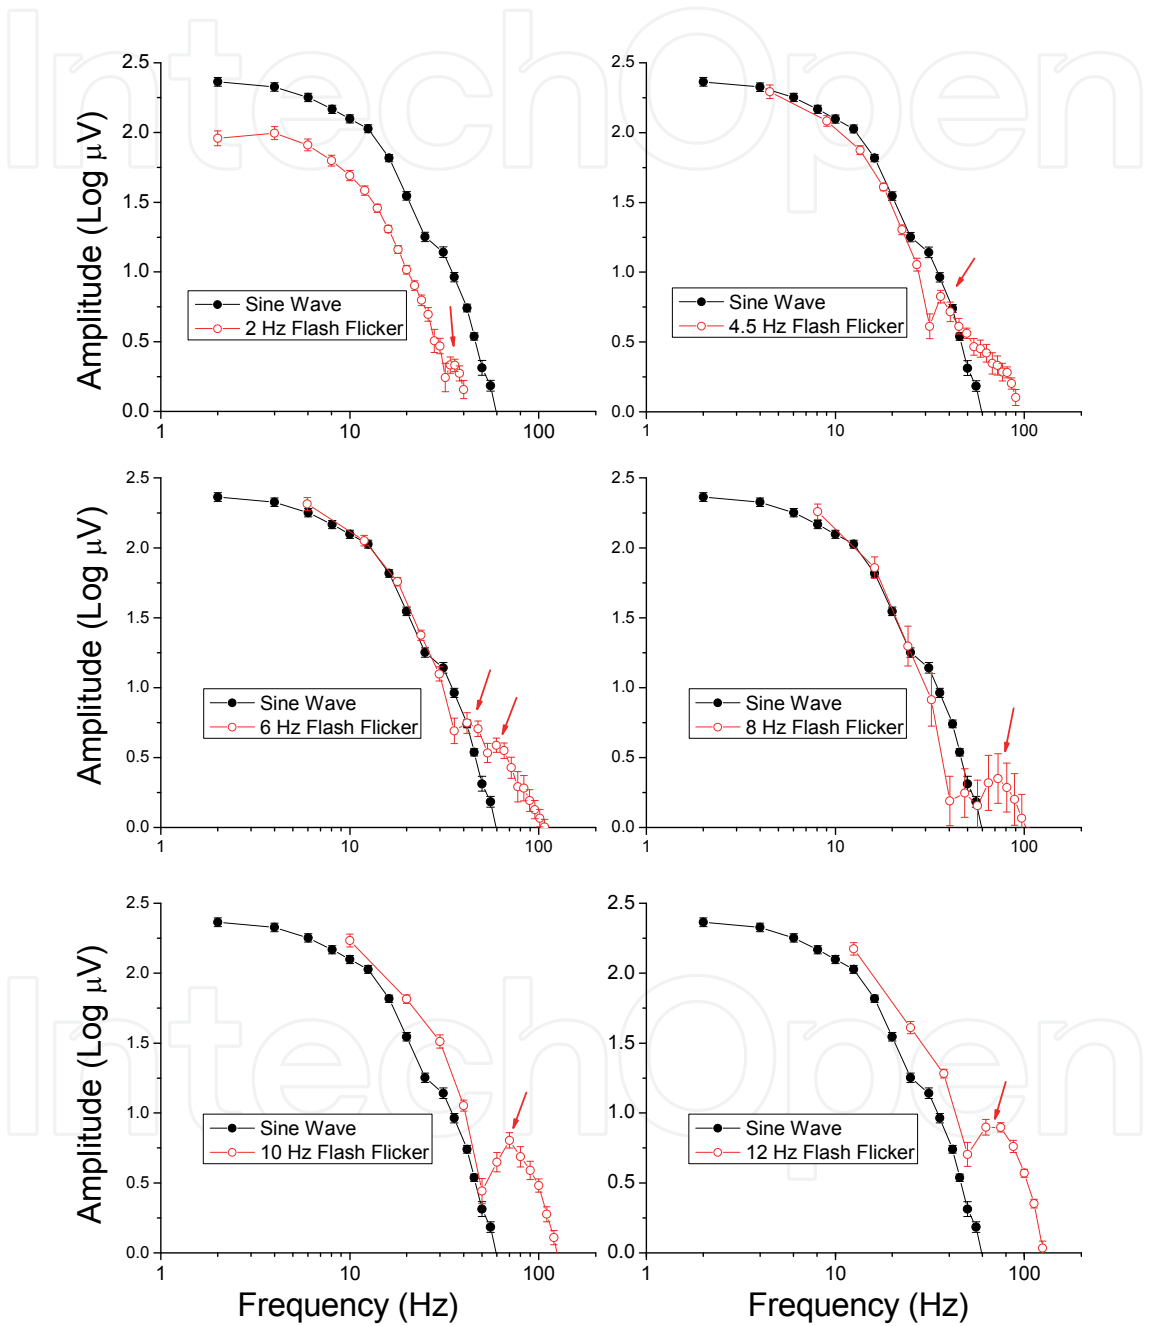 IntechOpen
2.5
2.0
1.5
1.0
0.5
0.0
1
10
100
Amplitude (Log μV)
Sine Wave
2 Hz Flash Flicker
2.5
2.0
1.5
1.0
0.5
0.0
1
10
100
Sine Wave
4.5 Hz Flash Flicker
2.5
2.0
1.5
1.0
0.5
0.0
1
10
100
Amplitude (Log μV)
Sine Wave
6 Hz Flash Flicker
2.5
2.0
1.5
1.0
0.5
0.0
1
10
100
Sine Wave
8 Hz Flash Flicker
IntechOpen
2.5
2.0
1.5
1.0
0.5
0.0
1
10
100
Amplitude (Log μV)
Sine Wave
10 Hz Flash Flicker
Frequency (Hz)
2.5
2.0
1.5
1.0
0.5
0.0
1
10
100
Sine Wave
12 Hz Flash Flicker
Frequency (Hz)